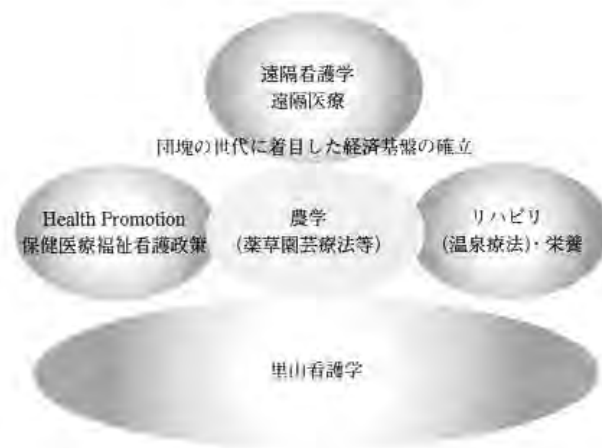 遠隔看護学
遠隔医療
団塊の世代に着目した経済基盤の確立
Health Promotion
保健医療福祉看護政策
農学
(薬草園芸療法等)
リハビリ
(温泉療法)・栄養
里山看護学